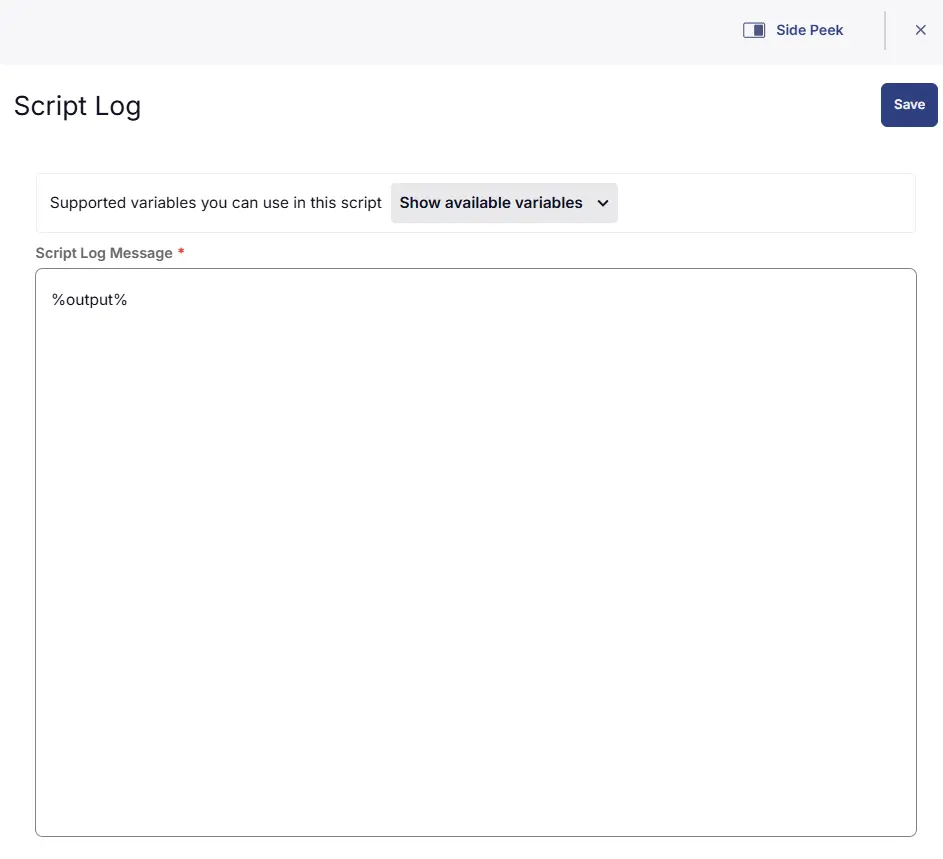 Side Peek
Script Log
Save
Supported variables you can use in this script Show available variables
Script Log Message *
%output%